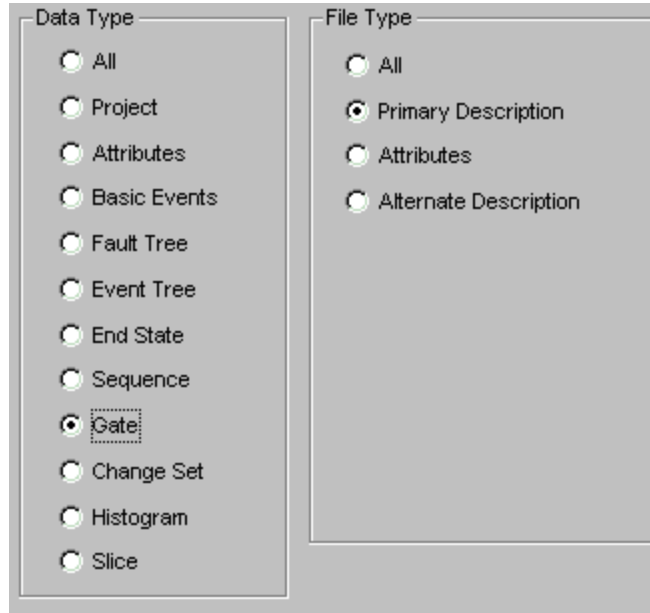 Data Type
All
Project
Attributes
Basic Events
Fault Tree
Event Tree
End State
Sequence
Gate
Change Set
Histogram
Slice
File Type
All
Primary Description
Attributes
Alternate Description